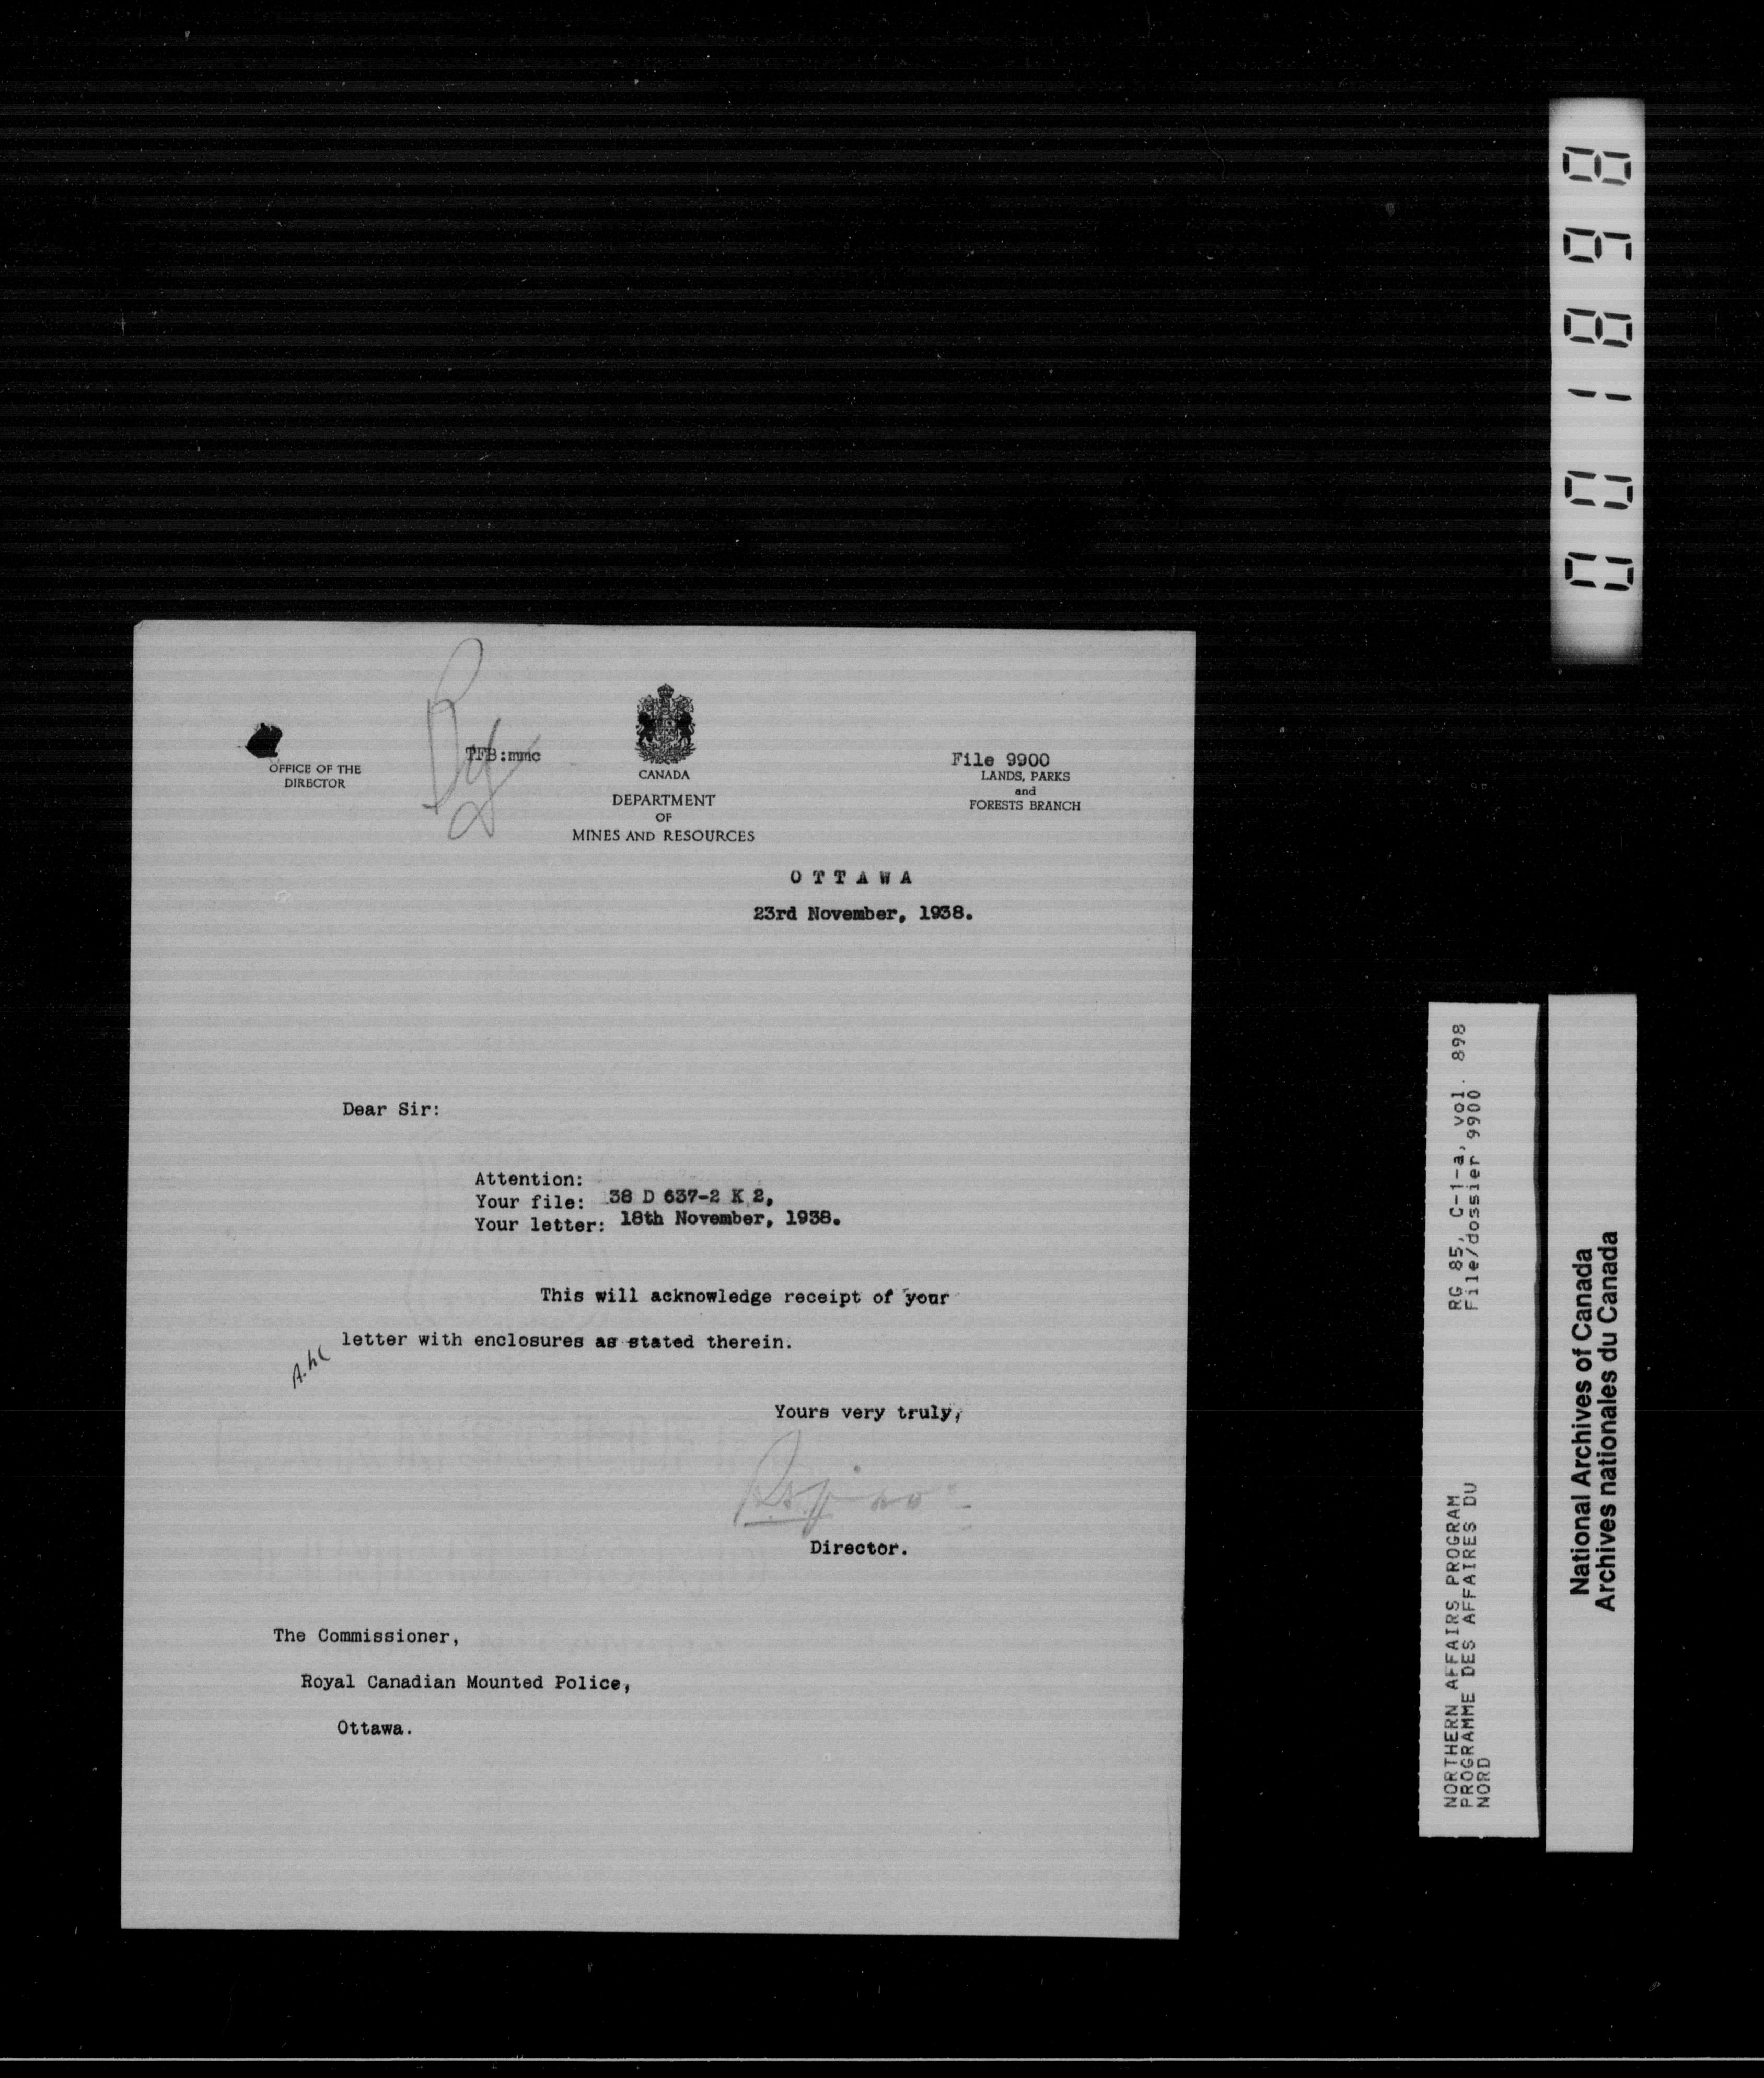 TFB:mmc
File 9900
OFFICE OF THE
DIRECTOR
CANADA
DEPARTMENT
OF
MINES AND RESOURCES
LANDS, PARKS
and
FORESTS BRANCH
OTTAWA
23rd November, 1938.
Dear Sir:
Attention:
Your file: 38 D 637-2 K 2,
Your letter: 18th November, 1938.
This will acknowledge receipt of your
letter with enclosures as stated therein.
Yours very truly,
Director.
The Commissioner,
Royal Canadian Mounted Police,
Ottawa.
EARNSCLIFFE
LINEN BOND
001898
RG 85, C-1-a, vol. 898
File/dossier 9900
NORTHERN AFFAIRS PROGRAM
PROGRAMME DES AFFAIRES DU
NORD
National Archives of Canada
Archives nationales du Canada